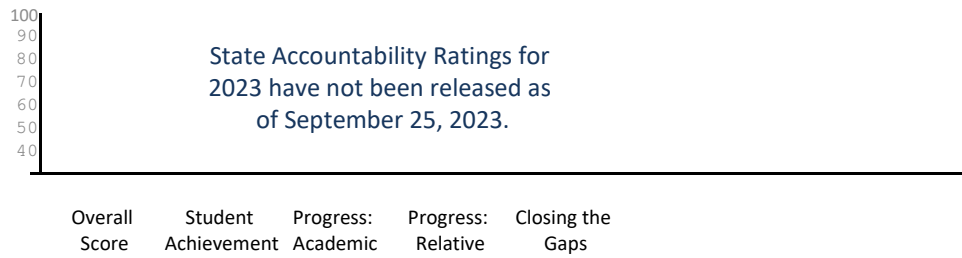 100
90
80
70
60
50
40
State Accountability Ratings for
2023 have not been released as
of September 25, 2023.
Overall
Score
Student
Achievement
Progress:
Academic
Progress:
Relative
Closing the
Gaps